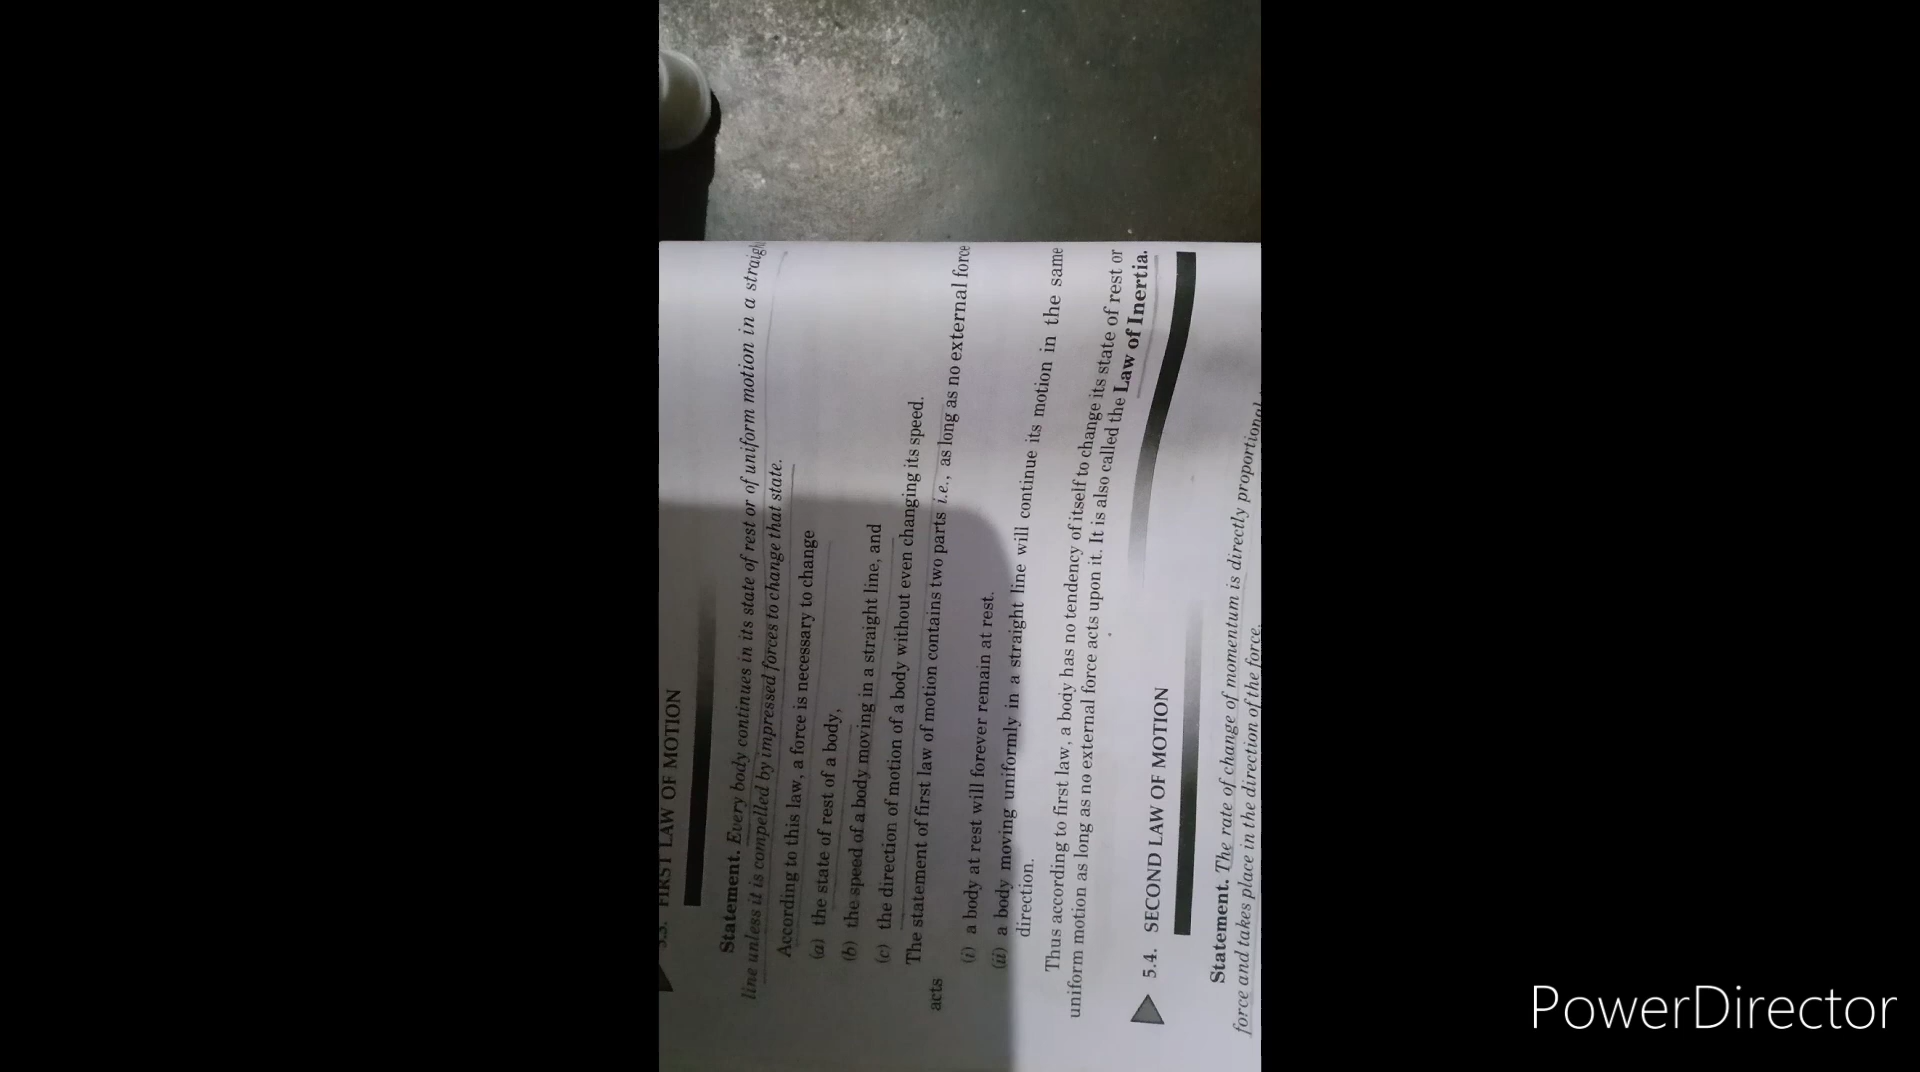 5.3. FIRST LAW OF MOTION
Statement. Every body continues in its state of rest or of uniform motion in a straigh
line unless it is compelled by impressed forces to change that state.
According to this law, a force is necessary to change
(a) the state of rest of a body,
(b) the speed of a body moving in a straight line, and
(c) the direction of motion of a body without even changing its speed.
The statement of first law of motion contains two parts i.e., as long as no external force
acts
(i) a body at rest will forever remain at rest.
(ii) a body moving uniformly in a straight line will continue its motion in the same
direction.
Thus according to first law, a body has no tendency of itself to change its state of rest or
uniform motion as long as no external force acts upon it. It is also called the Law of Inertia.
5.4. SECOND LAW OF MOTION
Statement. The rate of change of momentum is directly proportional
force and takes place in the direction of the force.
PowerDirector